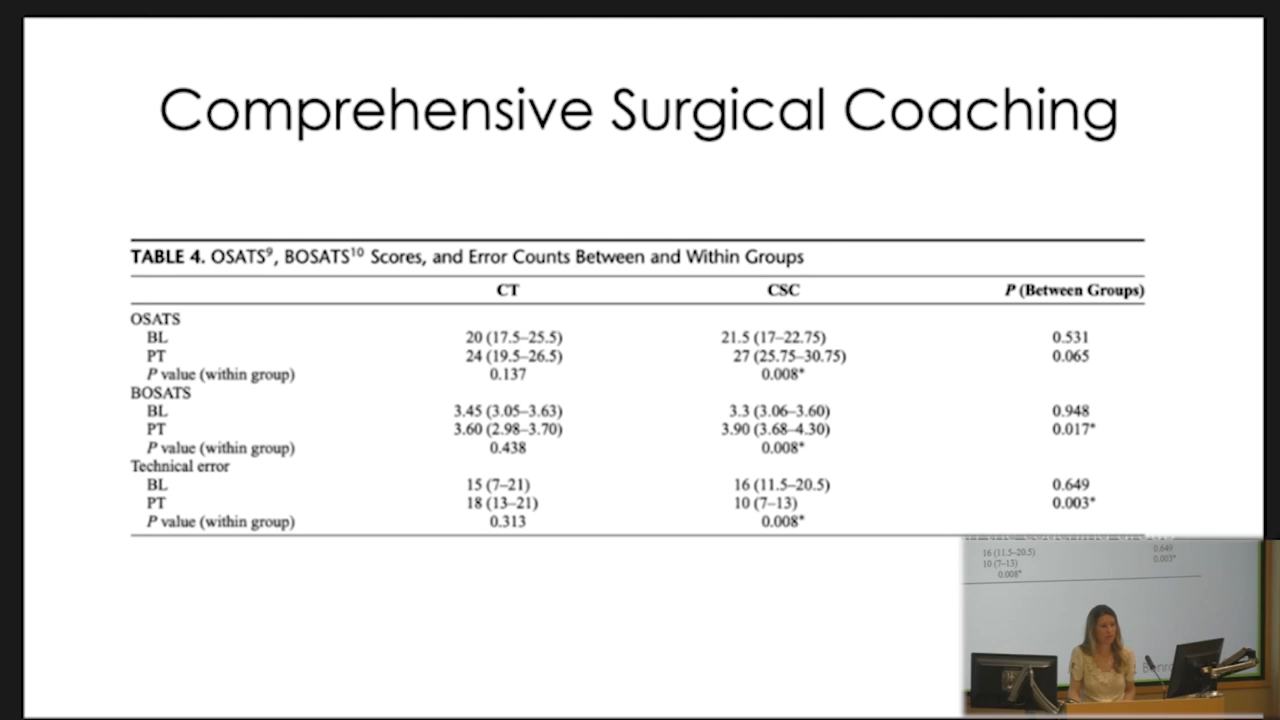 Comprehensive Surgical Coaching
TABLE 4. OSATS⁹, BOSATS¹⁰ Scores, and Error Counts Between and Within Groups
CT CSC P (Between Groups)
OSATS
BL 20 (17.5–25.5) 21.5 (17–22.75) 0.531
PT 24 (19.5–26.5) 27 (25.75–30.75) 0.065
P value (within group) 0.137 0.008*
BOSATS
BL 3.45 (3.05–3.63) 3.3 (3.06–3.60) 0.948
PT 3.60 (2.98–3.70) 3.90 (3.68–4.30) 0.017*
P value (within group) 0.438 0.008*
Technical error
BL 15 (7–21) 16 (11.5–20.5) 0.649
PT 18 (13–21) 10 (7–13) 0.003*
P value (within group) 0.313 0.008*
16 (11.5–20.5) 0.649
10 (7–13) 0.003*
0.008*